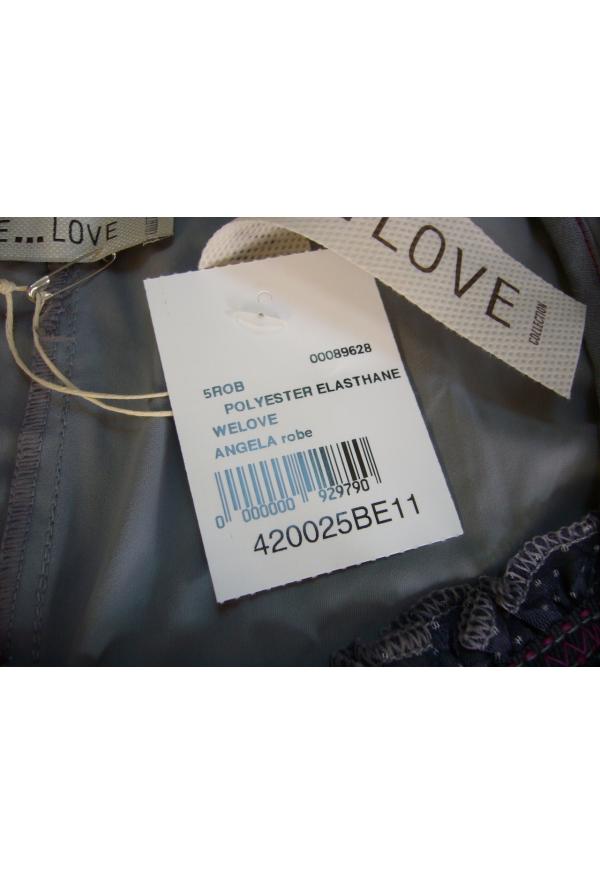 E... LOVE
LOVE
COLLECTION
00089628
5ROB
POLYESTER ELASTHANE
WELOVE
ANGELA robe
0 000000 929790
420025BE11